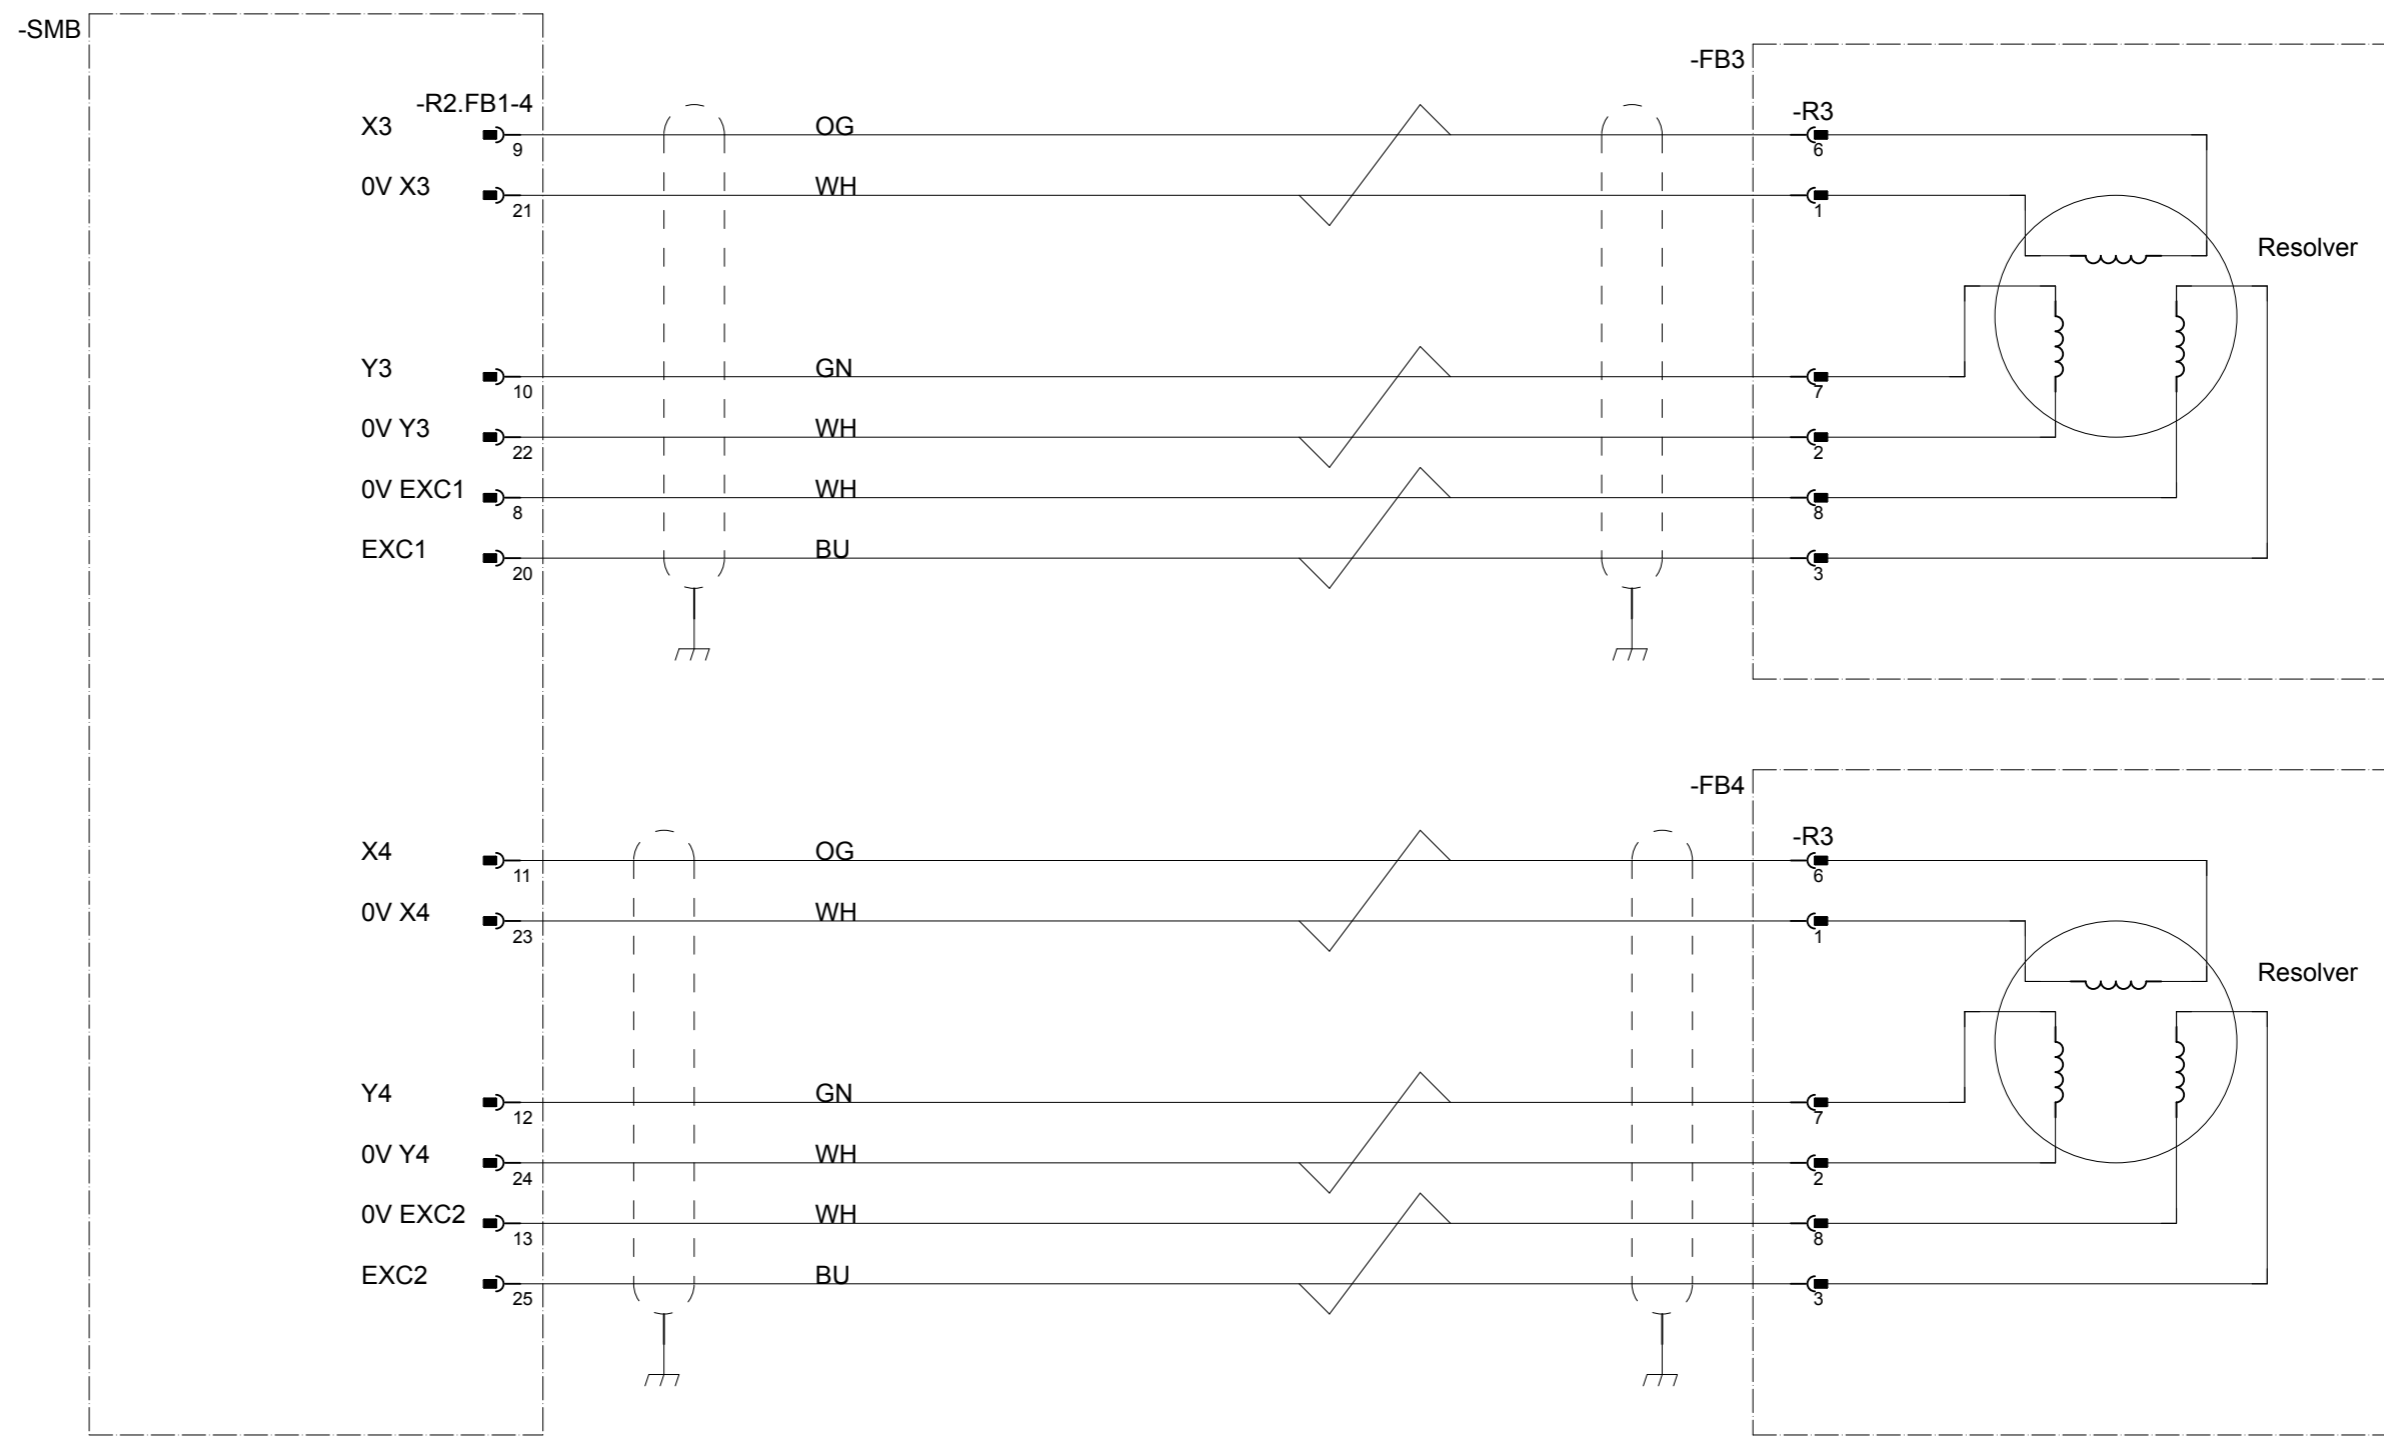 -SMB
-FB3
-R2.FB1-4
-R3
X3
OG
9
6
0V X3
WH
21
1
Resolver
Y3
GN
10
7
0V Y3
WH
22
2
0V EXC1
WH
8
8
EXC1
BU
20
3
-FB4
-R3
X4
OG
11
6
0V X4
WH
23
1
Resolver
Y4
GN
12
7
0V Y4
WH
24
2
0V EXC2
WH
13
8
EXC2
BU
25
3